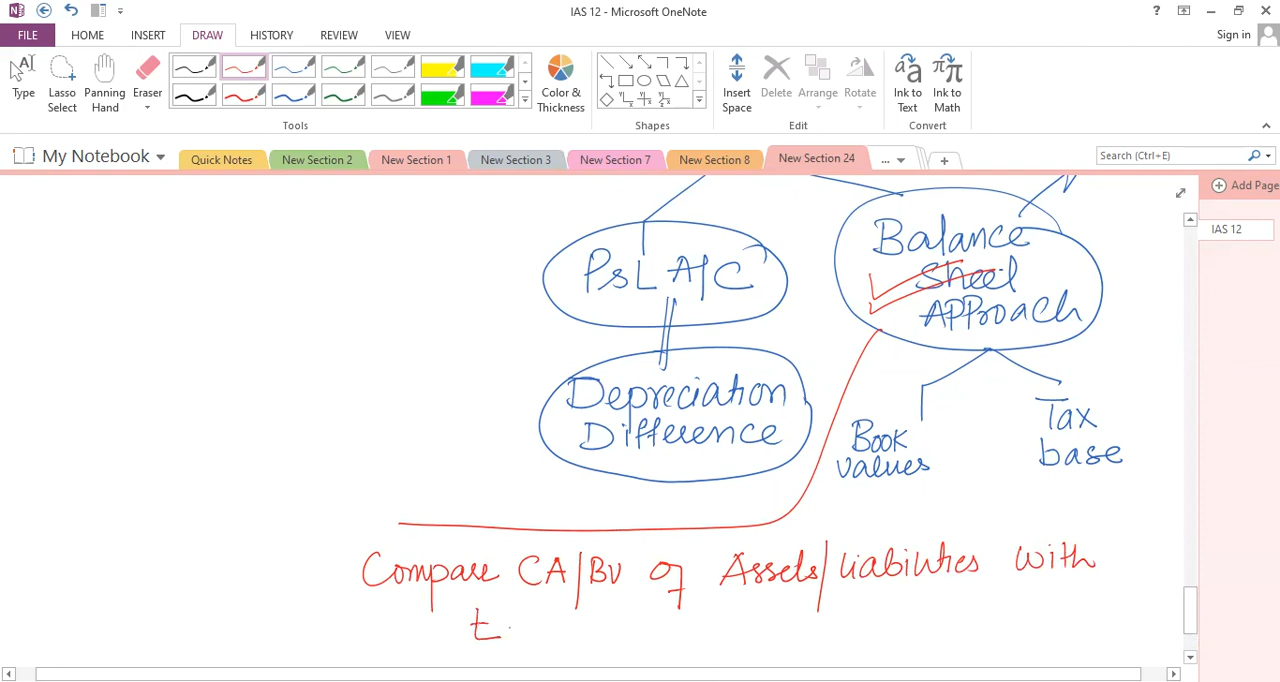 IAS 12 - Microsoft OneNote
?
FILE HOME INSERT DRAW HISTORY REVIEW VIEW
Sign in
Type
Lasso Select
Panning Hand
Eraser
Color & Thickness
Insert Space
Delete
Arrange
Rotate
Ink to Text
Ink to Math
Tools Shapes Edit Convert
My Notebook Quick Notes New Section 2 New Section 1 New Section 3 New Section 7 New Section 8 New Section 24 ... Search (Ctrl+E)
Add Page
IAS 12
PsL A/C
Balance
Sheet
APProach
Depreciation
Difference
Book
values
Tax
base
Compare CA/BV of Assets/liabilities with
t